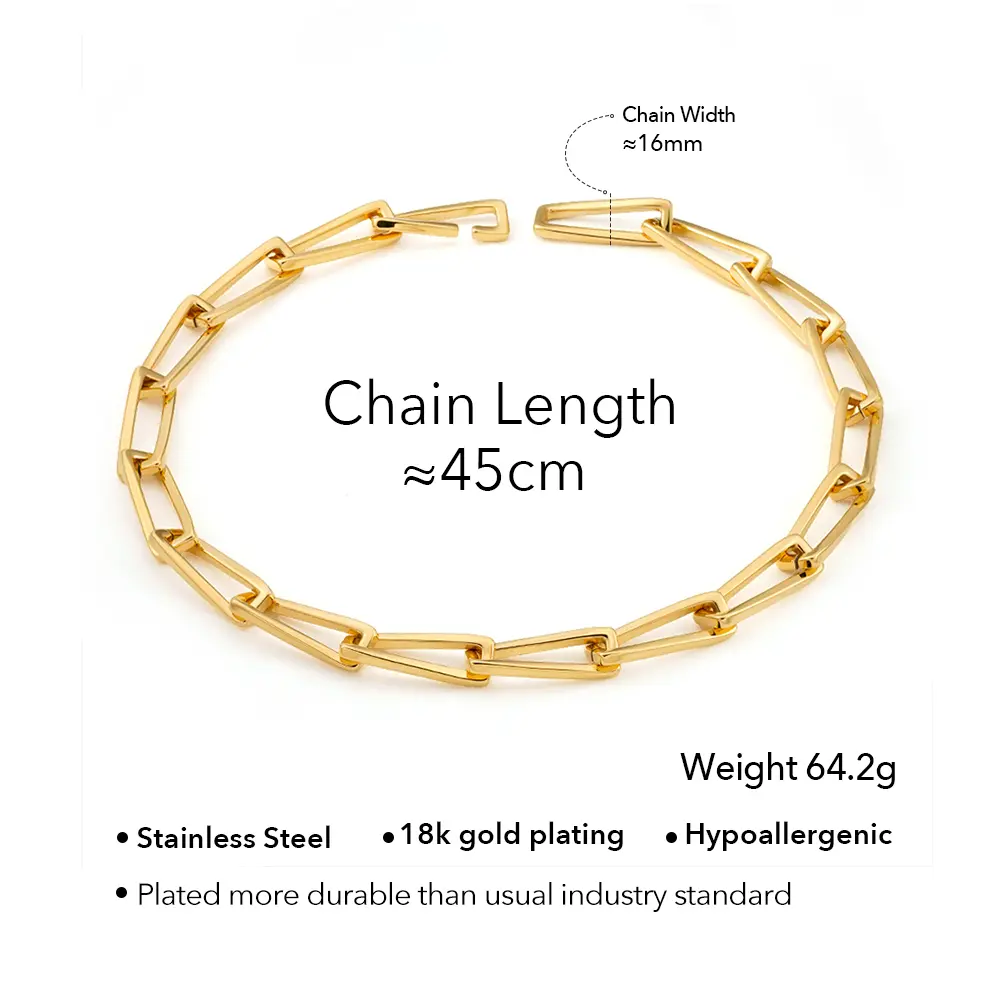 Chain Width
≈16mm
Chain Length
≈45cm
Weight 64.2g
• Stainless Steel •18k gold plating • Hypoallergenic
• Plated more durable than usual industry standard